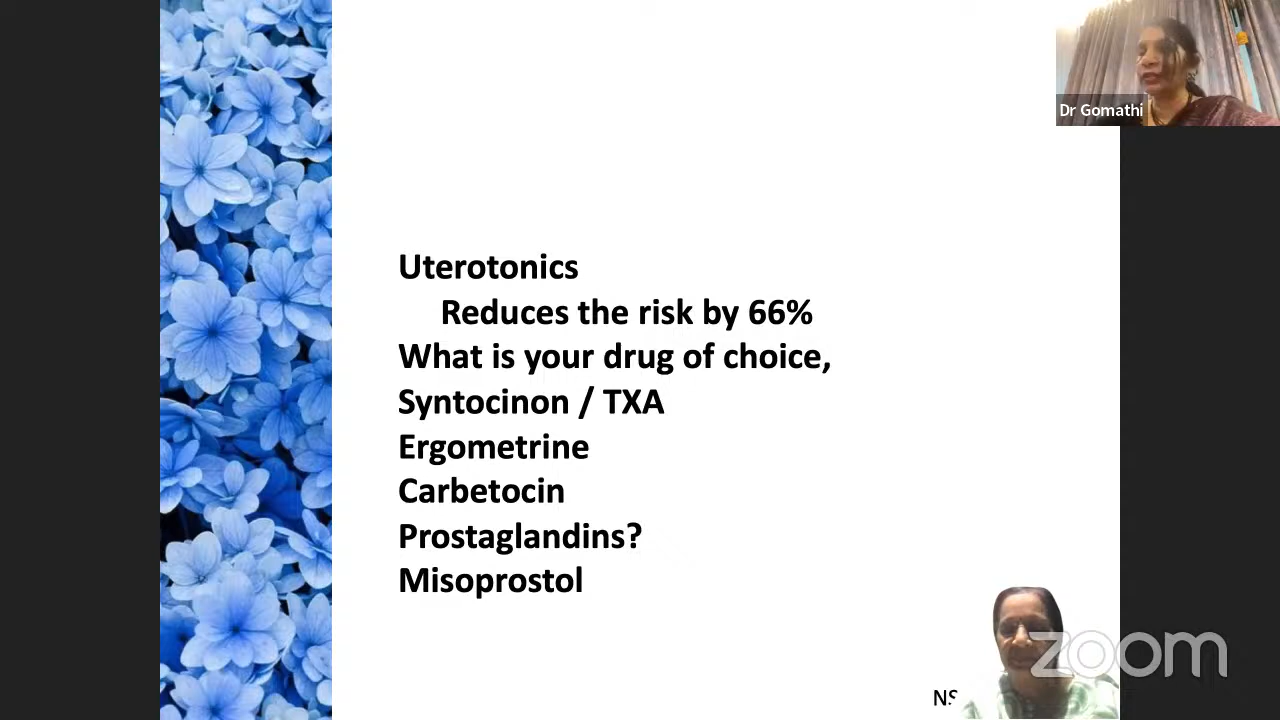 Dr Gomathi
Uterotonics
Reduces the risk by 66%
What is your drug of choice,
Syntocinon / TXA
Ergometrine
Carbetocin
Prostaglandins?
Misoprostol
zoom
NS